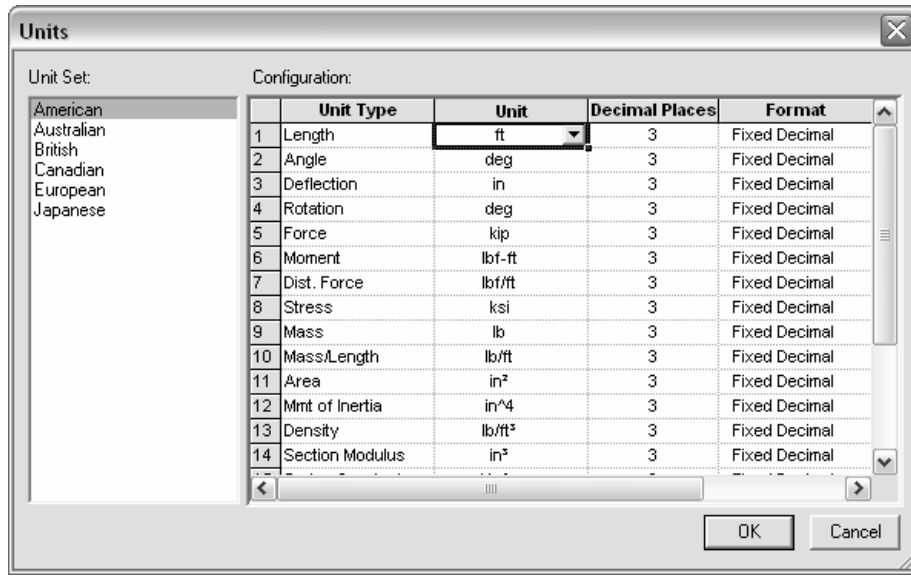 Units
Unit Set:
American
Australian
British
Canadian
European
Japanese
Configuration:
Unit Type Unit Decimal Places Format
1 Length ft 3 Fixed Decimal
2 Angle deg 3 Fixed Decimal
3 Deflection in 3 Fixed Decimal
4 Rotation deg 3 Fixed Decimal
5 Force kip 3 Fixed Decimal
6 Moment lbf-ft 3 Fixed Decimal
7 Dist. Force lbf/ft 3 Fixed Decimal
8 Stress ksi 3 Fixed Decimal
9 Mass lb 3 Fixed Decimal
10 Mass/Length lb/ft 3 Fixed Decimal
11 Area in² 3 Fixed Decimal
12 Mmt of Inertia in^4 3 Fixed Decimal
13 Density lb/ft³ 3 Fixed Decimal
14 Section Modulus in³ 3 Fixed Decimal
OK Cancel